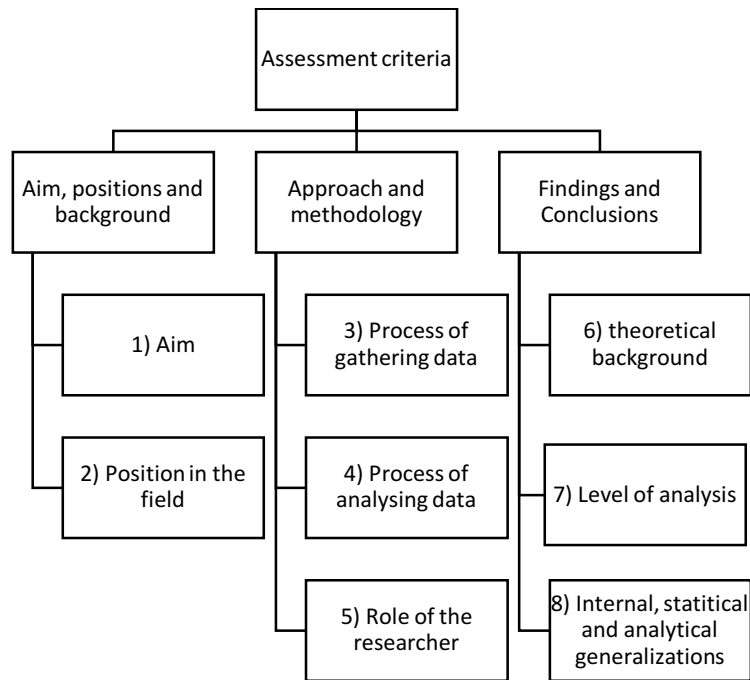 Assessment criteria
Aim, positions and
background
Approach and
methodology
Findings and
Conclusions
1) Aim
3) Process of
gathering data
6) theoretical
background
2) Position in the
field
4) Process of
analysing data
7) Level of analysis
5) Role of the
researcher
8) Internal, statitical
and analytical
generalizations